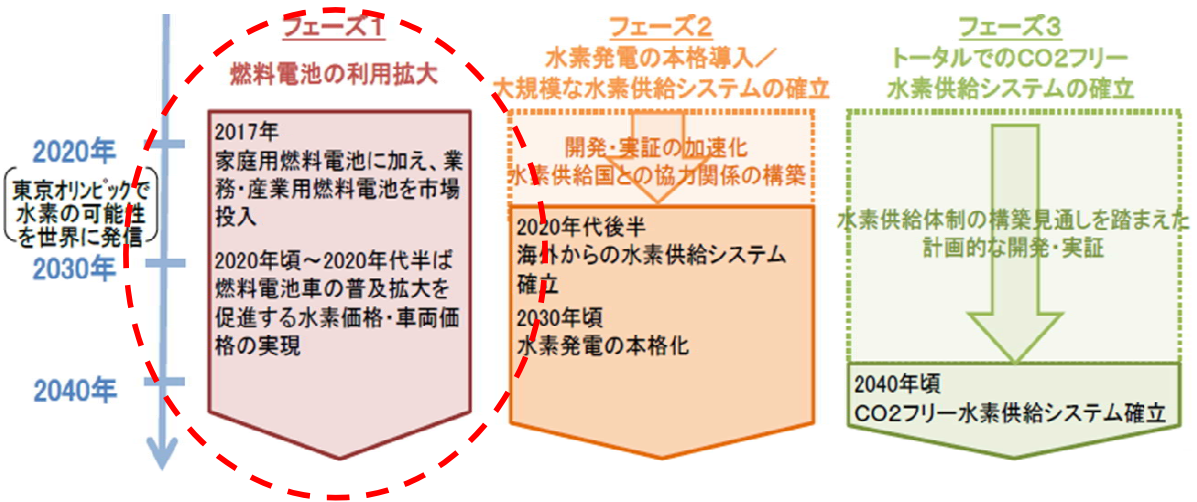 2020年
東京オリンピックで
水素の可能性
を世界に発信
2030年
2040年
フェーズ1
燃料電池の利用拡大
2017年
家庭用燃料電池に加え、業
務・産業用燃料電池を市場
投入
2020年頃～2020年代半ば
燃料電池車の普及拡大を
促進する水素価格・車両価
格の実現
フェーズ2
水素発電の本格導入／
大規模な水素供給システムの確立
開発・実証の加速化
水素供給国との協力関係の構築
2020年代後半
海外からの水素供給システム
確立
2030年頃
水素発電の本格化
フェーズ3
トータルでのCO2フリー
水素供給システムの確立
水素供給体制の構築見通しを踏まえた
計画的な開発・実証
2040年頃
CO2フリー水素供給システム確立